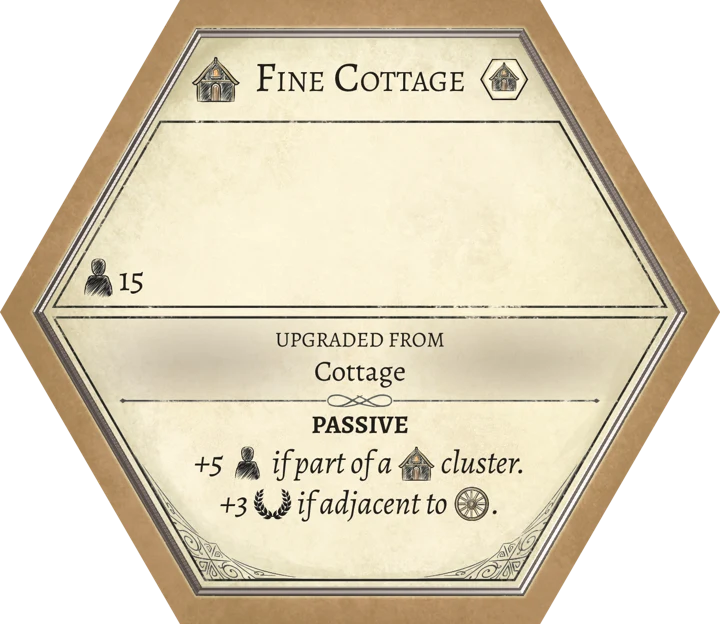 Fine Cottage
15
UPGRADED FROM
Cottage
PASSIVE
+5 if part of a cluster.
+3 if adjacent to .